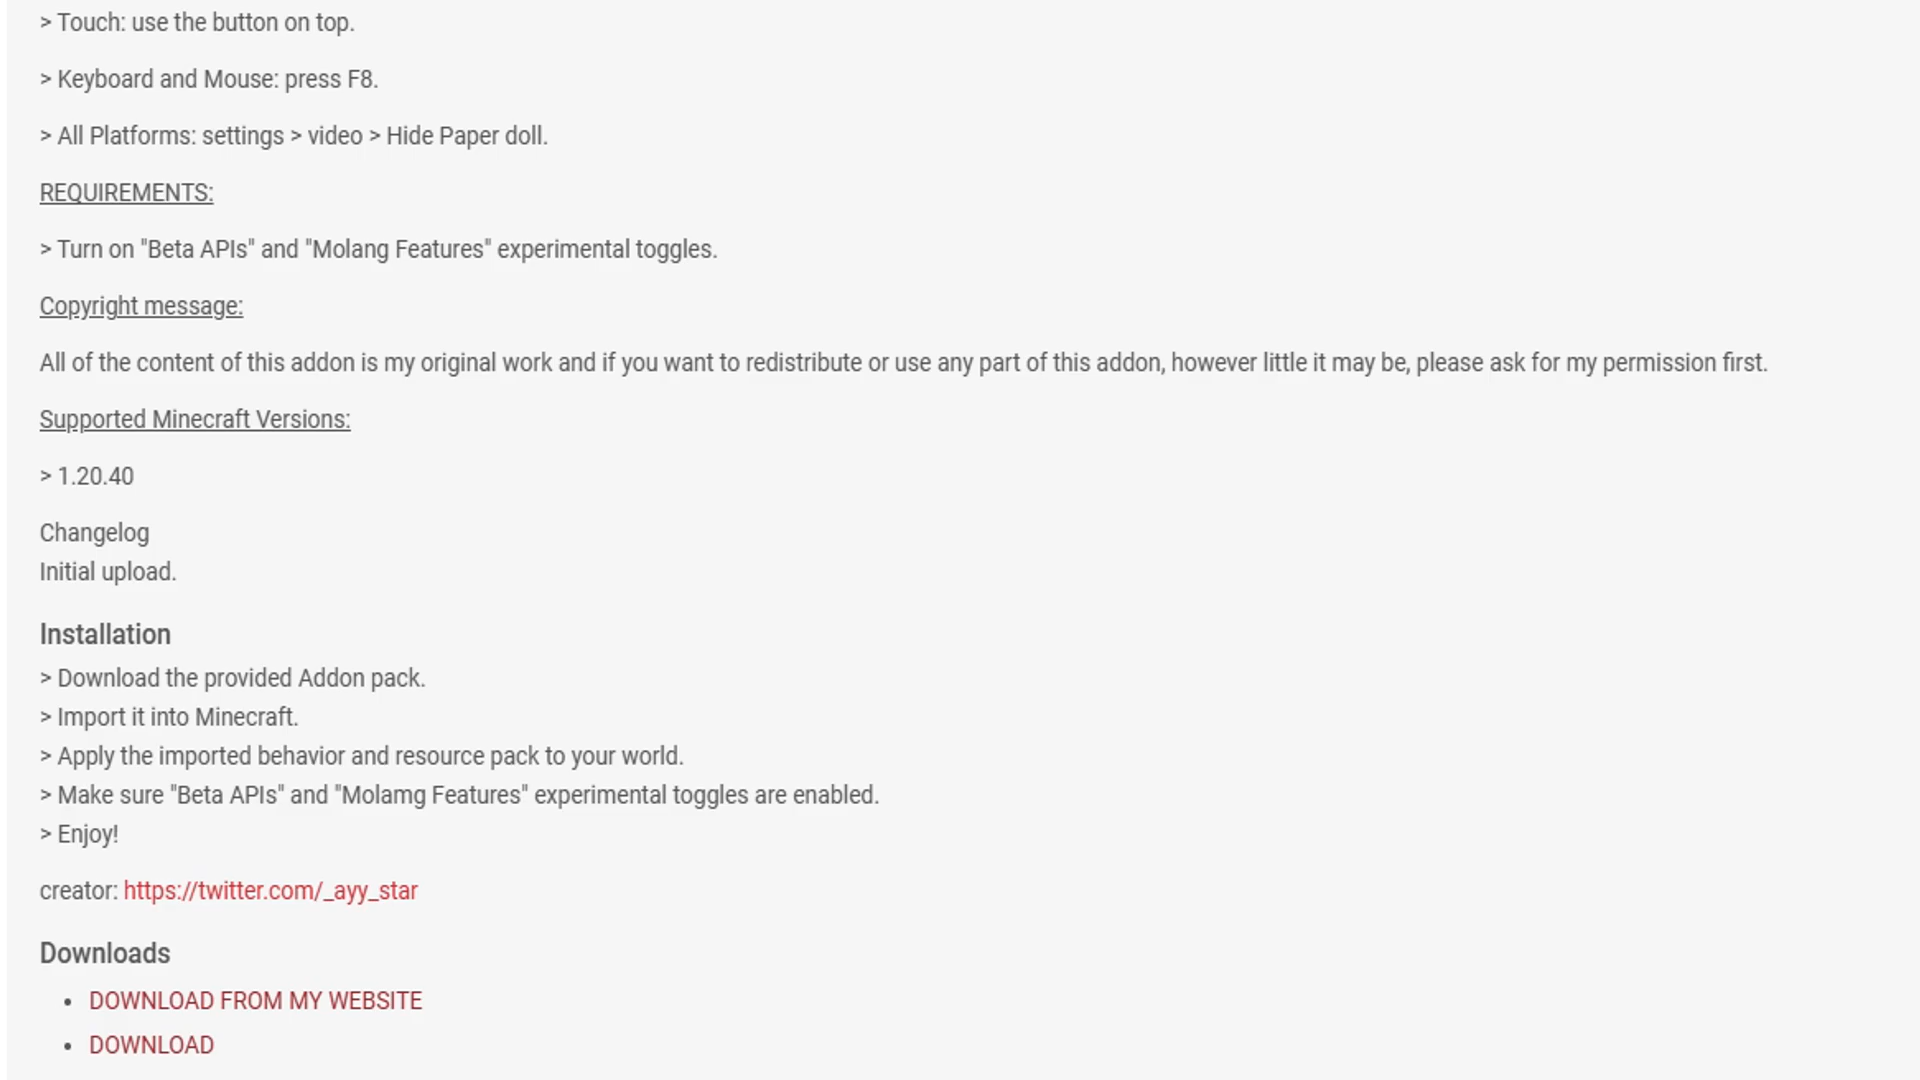 > Touch: use the button on top.
> Keyboard and Mouse: press F8.
> All Platforms: settings > video > Hide Paper doll.
REQUIREMENTS:
> Turn on "Beta APIs" and "Molang Features" experimental toggles.
Copyright message:
All of the content of this addon is my original work and if you want to redistribute or use any part of this addon, however little it may be, please ask for my permission first.
Supported Minecraft Versions:
> 1.20.40
Changelog
Initial upload.
Installation
> Download the provided Addon pack.
> Import it into Minecraft.
> Apply the imported behavior and resource pack to your world.
> Make sure "Beta APIs" and "Molamg Features" experimental toggles are enabled.
> Enjoy!
creator: https://twitter.com/_ayy_star
Downloads
• DOWNLOAD FROM MY WEBSITE
• DOWNLOAD